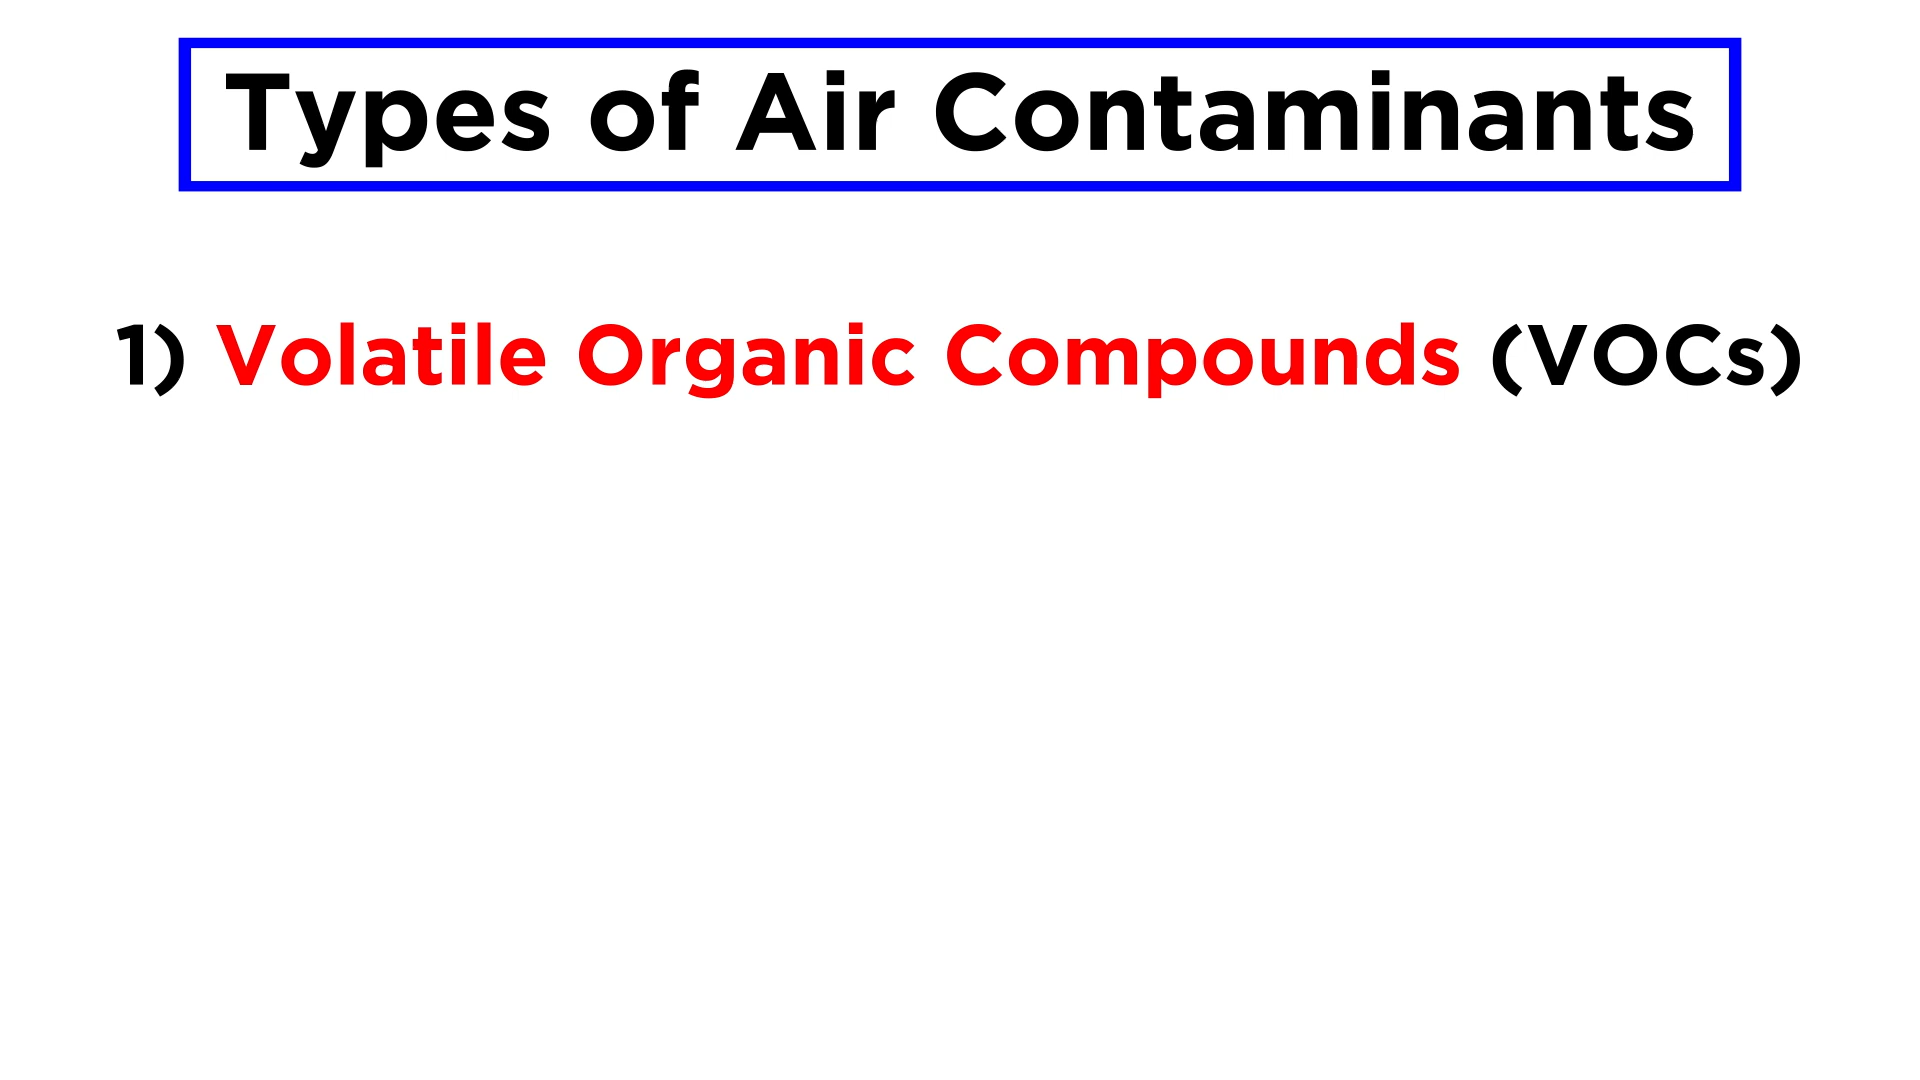 Types of Air Contaminants
1) Volatile Organic Compounds (VOCs)